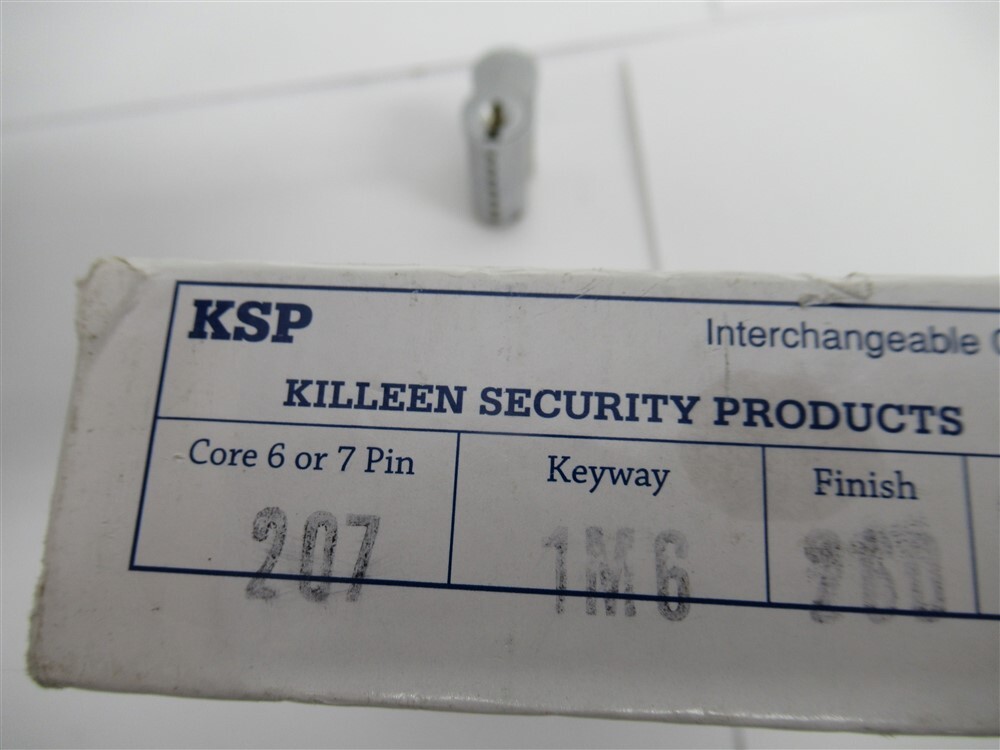 KSP
Interchangeable
KILLEEN SECURITY PRODUCTS
Core 6 or 7 Pin Keyway Finish
207 1M6